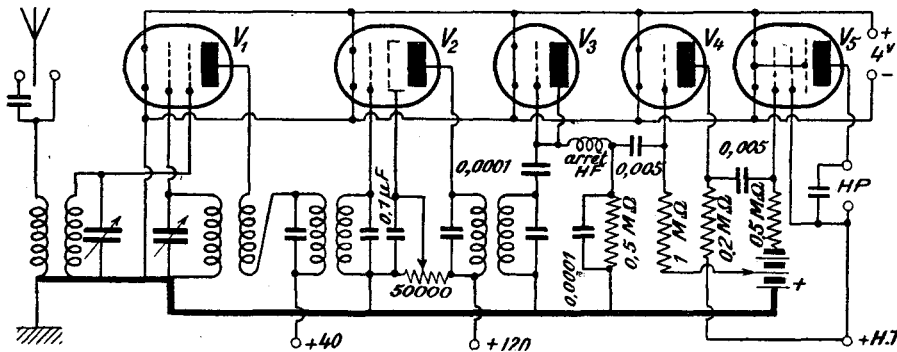 V1
V2
V3
V4
V5
+
4v
-
0,0001
arrêt
HF
0,005
0,005
HP
0,1µF
0,0001
0,5 MΩ
1 MΩ
0,2 MΩ
0,5 MΩ
50000
+
+40
+120
+H.T